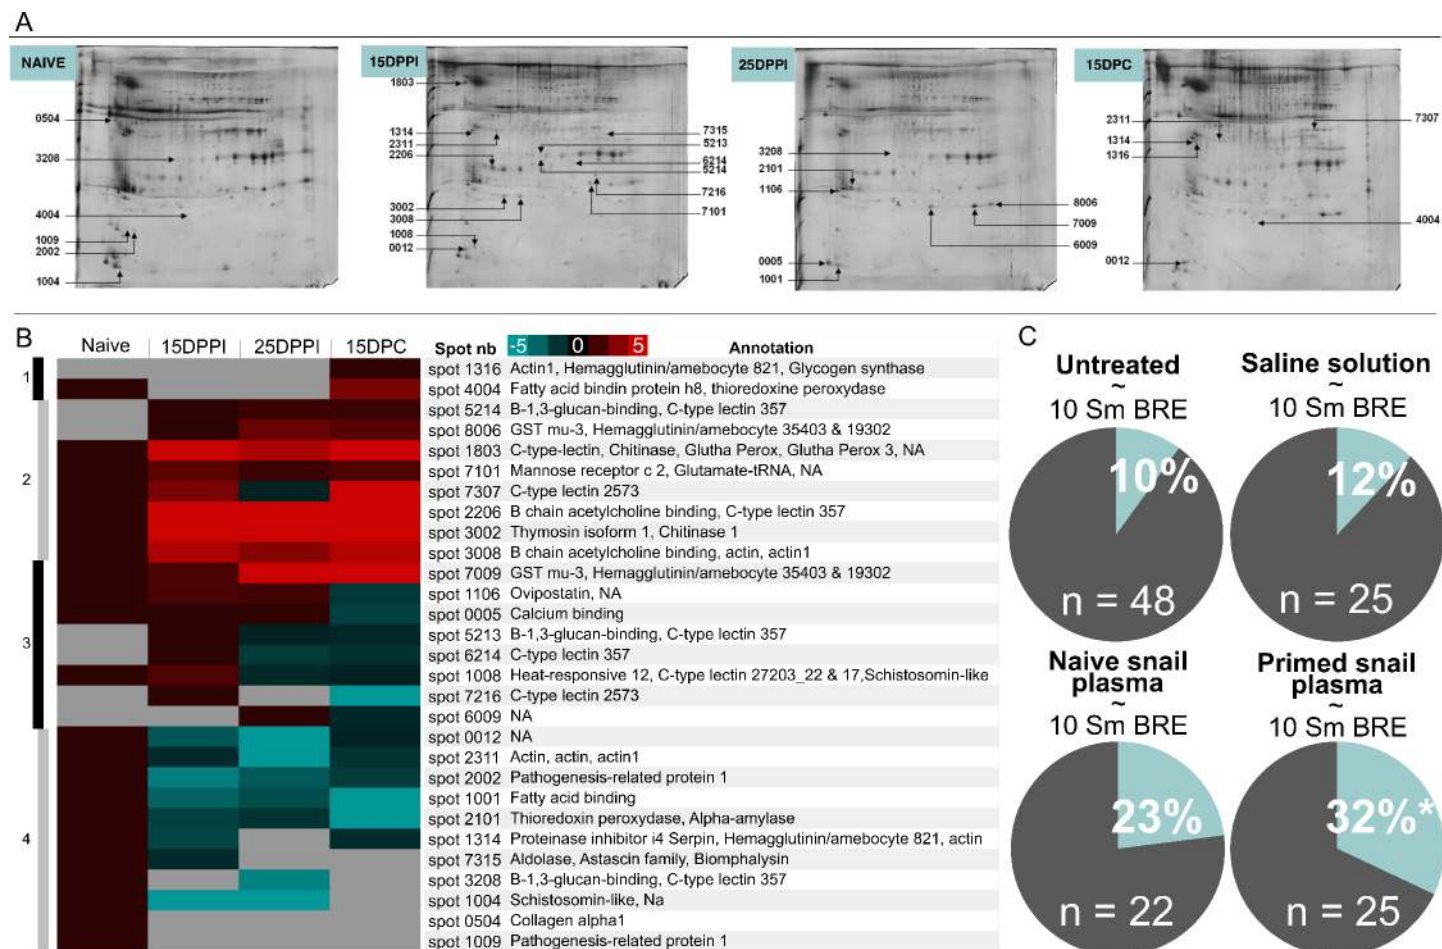 A
NAIVE
0504
3208
4004
1009
2002
1004
15DPPI
1803
1314
2311
2206
3002
3008
1008
0012
7315
5213
6214
5214
7216
7101
25DPPI
3208
2101
1106
0005
1001
8006
7009
6009
15DPC
2311
1314
1316
0012
7307
4004
B
Naive 15DPPI 25DPPI 15DPC Spot nb -5 0 5 Annotation
1
spot 1316 Actin1, Hemagglutinin/amebocyte 821, Glycogen synthase
spot 4004 Fatty acid bindin protein h8, thioredoxine peroxydase
2
spot 5214 B-1,3-glucan-binding, C-type lectin 357
spot 8006 GST mu-3, Hemagglutinin/amebocyte 35403 & 19302
spot 1803 C-type-lectin, Chitinase, Glutha Perox, Glutha Perox 3, NA
spot 7101 Mannose receptor c 2, Glutamate-tRNA, NA
spot 7307 C-type lectin 2573
spot 2206 B chain acetylcholine binding, C-type lectin 357
spot 3002 Thymosin isoform 1, Chitinase 1
spot 3008 B chain acetylcholine binding, actin, actin1
3
spot 7009 GST mu-3, Hemagglutinin/amebocyte 35403 & 19302
spot 1106 Ovipostatin, NA
spot 0005 Calcium binding
spot 5213 B-1,3-glucan-binding, C-type lectin 357
spot 6214 C-type lectin 357
spot 1008 Heat-responsive 12, C-type lectin 27203_22 & 17,Schistosomin-like
spot 7216 C-type lectin 2573
spot 6009 NA
4
spot 0012 NA
spot 2311 Actin, actin, actin1
spot 2002 Pathogenesis-related protein 1
spot 1001 Fatty acid binding
spot 2101 Thioredoxin peroxydase, Alpha-amylase
spot 1314 Proteinase inhibitor i4 Serpin, Hemagglutinin/amebocyte 821, actin
spot 7315 Aldolase, Astascin family, Biomphalysin
spot 3208 B-1,3-glucan-binding, C-type lectin 357
spot 1004 Schistosomin-like, Na
spot 0504 Collagen alpha1
spot 1009 Pathogenesis-related protein 1
C
Untreated
~
10 Sm BRE
10%
n = 48
Saline solution
~
10 Sm BRE
12%
n = 25
Naive snail
plasma
~
10 Sm BRE
23%
n = 22
Primed snail
plasma
~
10 Sm BRE
32%*
n = 25